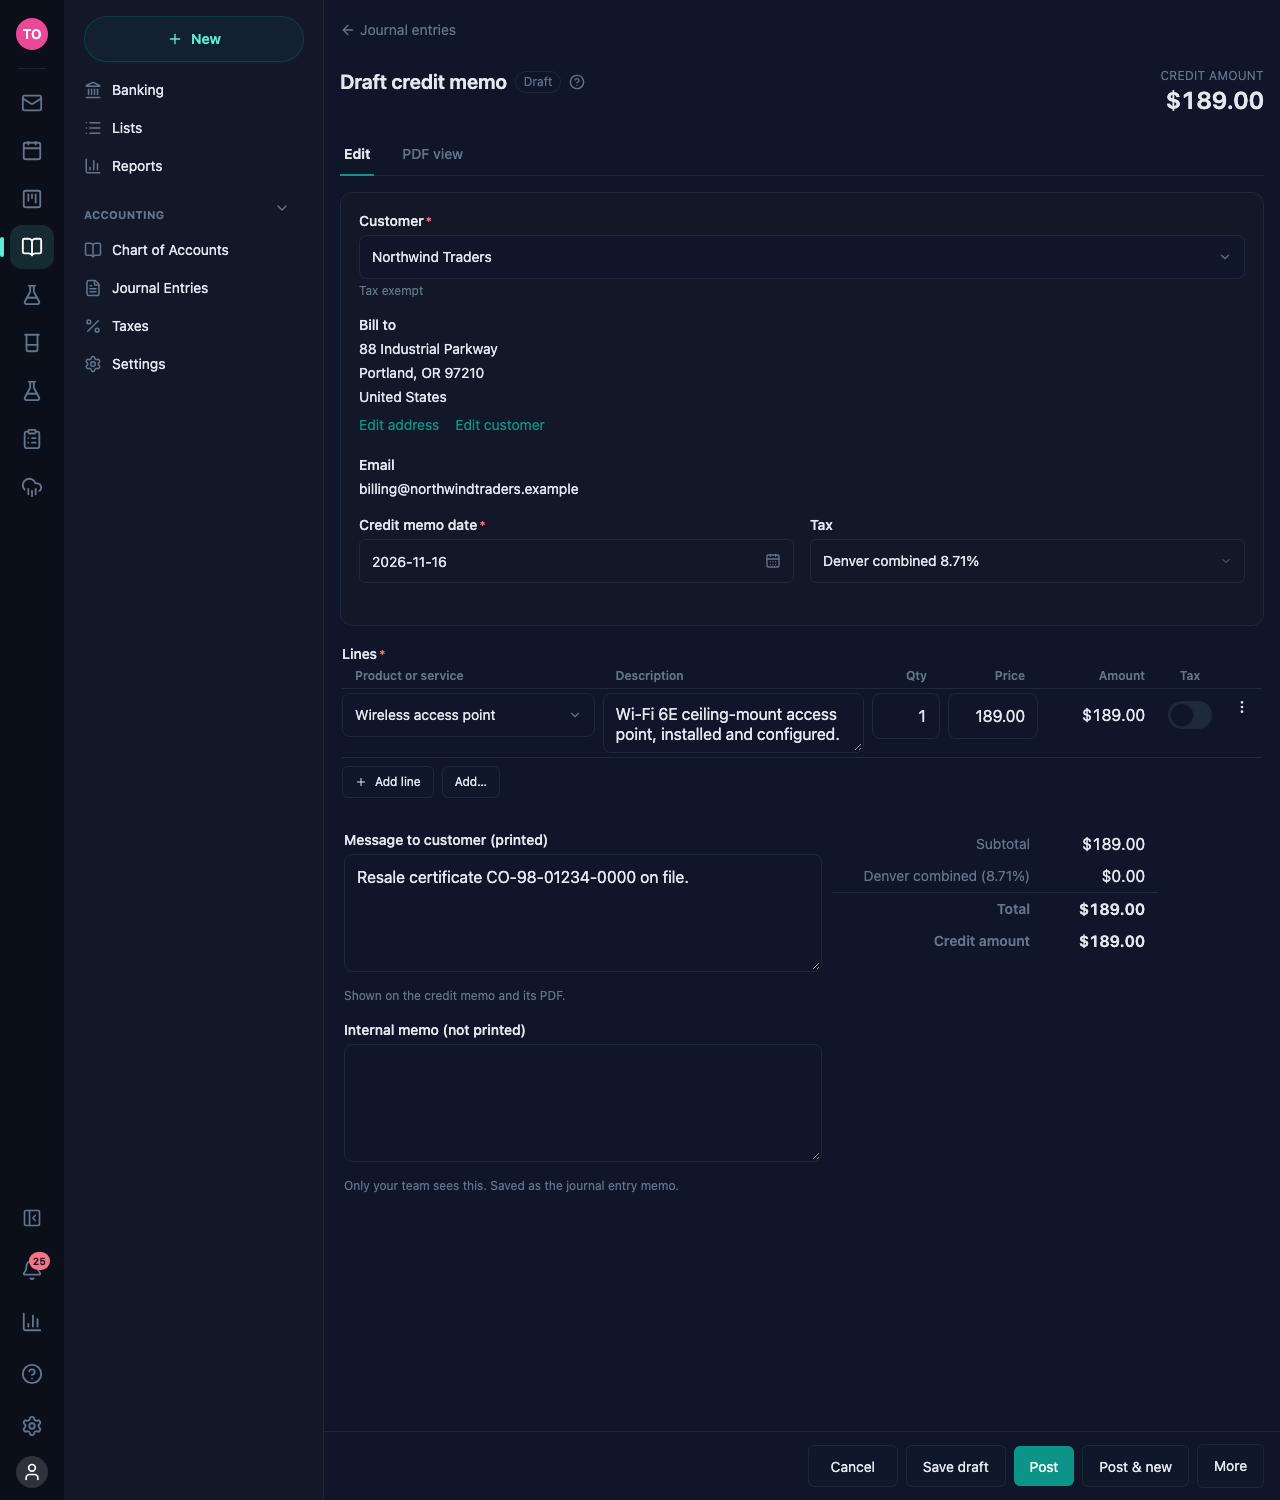 TO
New
Banking
Lists
Reports
ACCOUNTING
Chart of Accounts
Journal Entries
Taxes
Settings
25
Journal entries
Draft credit memo
Draft
CREDIT AMOUNT
$189.00
Edit
PDF view
Customer*
Northwind Traders
Tax exempt
Bill to
88 Industrial Parkway
Portland, OR 97210
United States
Edit address Edit customer
Email
billing@northwindtraders.example
Credit memo date*
2026-11-16
Tax
Denver combined 8.71%
Lines*
Product or service Description Qty Price Amount Tax
Wireless access point
Wi-Fi 6E ceiling-mount access
point, installed and configured.
1
189.00
$189.00
Add line
Add...
Message to customer (printed)
Resale certificate CO-98-01234-0000 on file.
Shown on the credit memo and its PDF.
Subtotal $189.00
Denver combined (8.71%) $0.00
Total $189.00
Credit amount $189.00
Internal memo (not printed)
Only your team sees this. Saved as the journal entry memo.
Cancel
Save draft
Post
Post & new
More